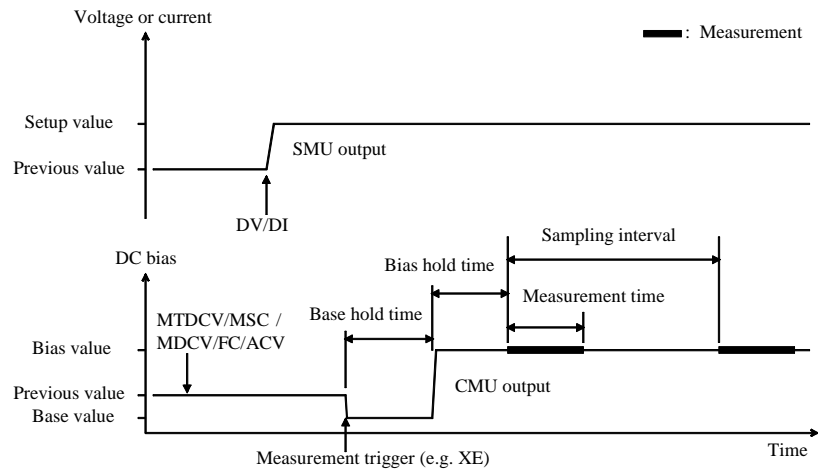 Voltage or current
: Measurement
Setup value
SMU output
Previous value
DV/DI
Sampling interval
DC bias
Bias hold time
Measurement time
MTDCV/MSC /
MDCV/FC/ACV
Base hold time
Bias value
CMU output
Previous value
Base value
Time
Measurement trigger (e.g. XE)